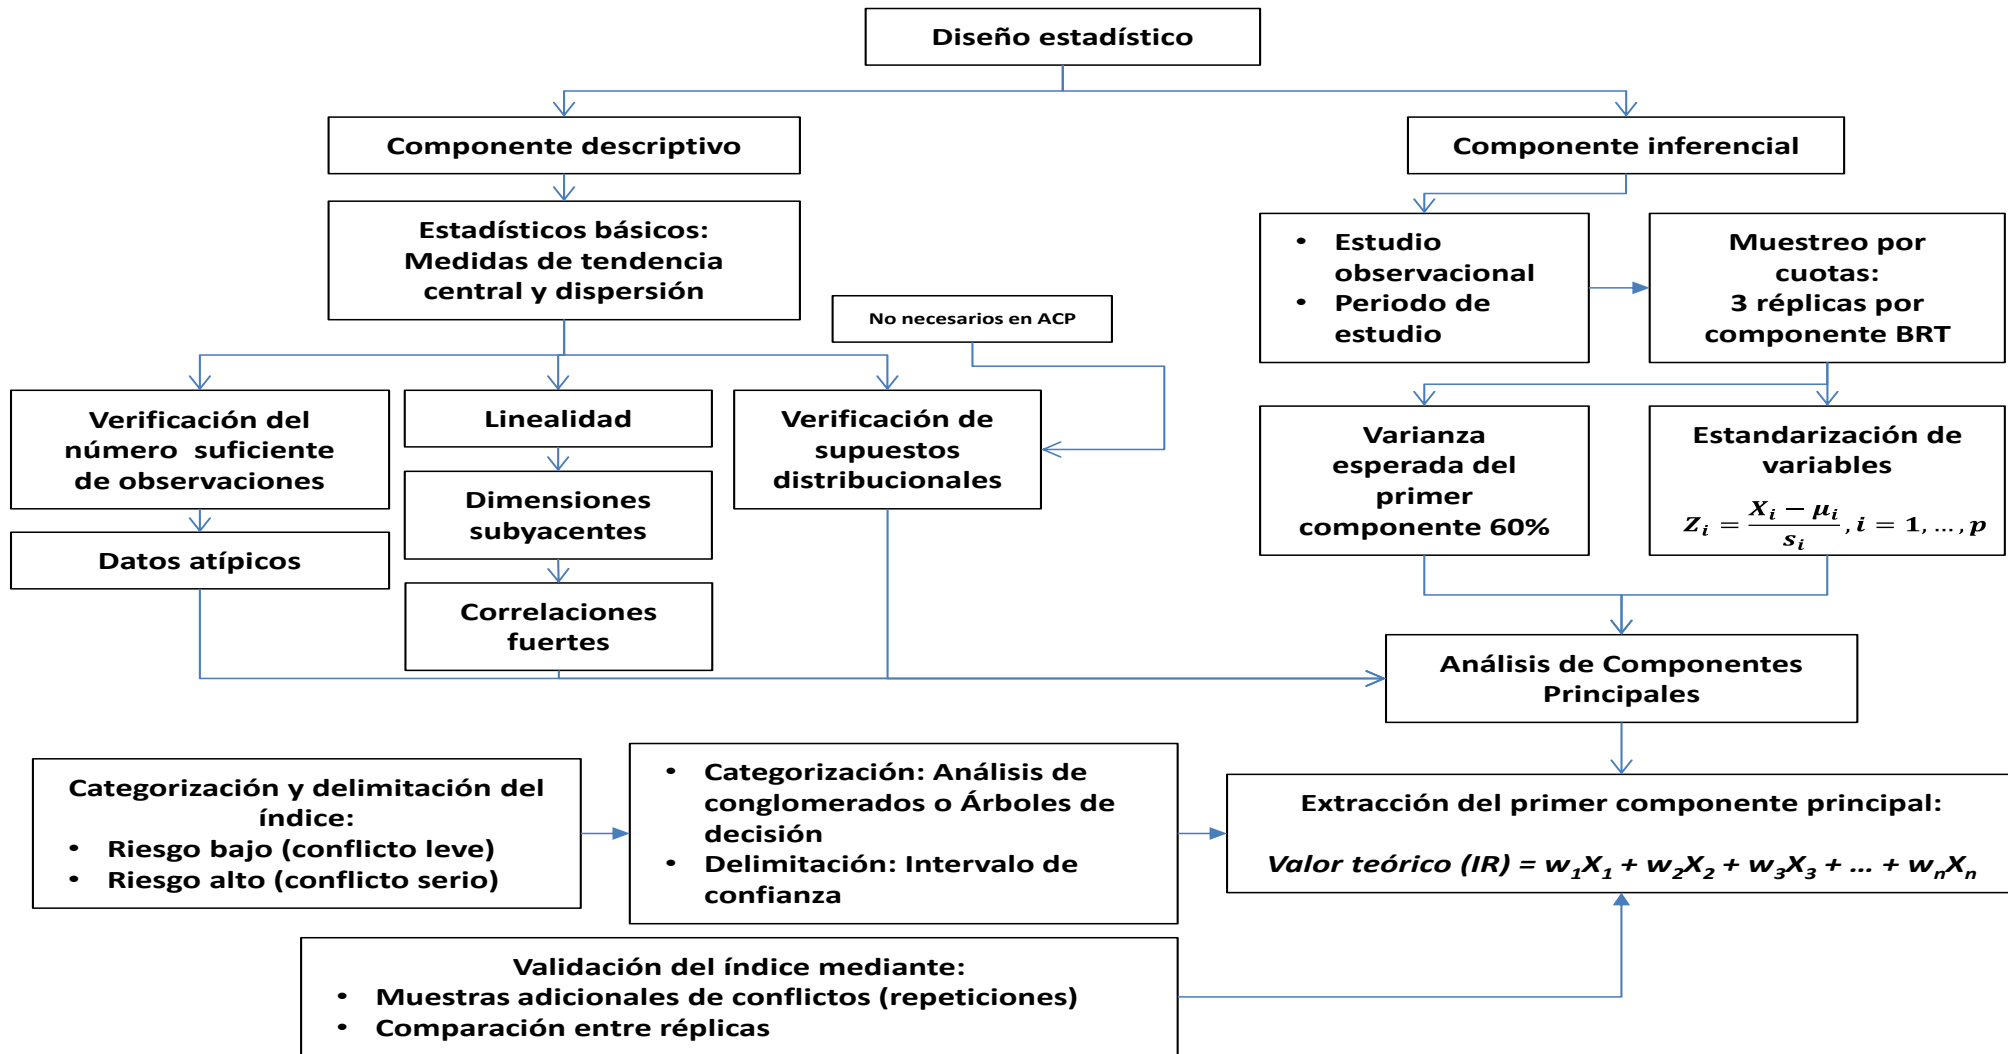 Diseño estadístico
Componente descriptivo
Componente inferencial
Estadísticos básicos:
Medidas de tendencia
central y dispersión
• Estudio
observacional
• Periodo de
estudio
Muestreo por
cuotas:
3 réplicas por
componente BRT
No necesarios en ACP
Verificación del
número suficiente
de observaciones
Linealidad
Verificación de
supuestos
distribucionales
Varianza
esperada del
primer
componente 60%
Estandarización de
variables
Z_i = (X_i − μ_i)/s_i, i = 1, …, p
Dimensiones
subyacentes
Datos atípicos
Correlaciones
fuertes
Análisis de Componentes
Principales
Categorización y delimitación del
índice:
• Riesgo bajo (conflicto leve)
• Riesgo alto (conflicto serio)
• Categorización: Análisis de
conglomerados o Árboles de
decisión
• Delimitación: Intervalo de
confianza
Extracción del primer componente principal:
Valor teórico (IR) = w₁X₁ + w₂X₂ + w₃X₃ + … + wₙXₙ
Validación del índice mediante:
• Muestras adicionales de conflictos (repeticiones)
• Comparación entre réplicas